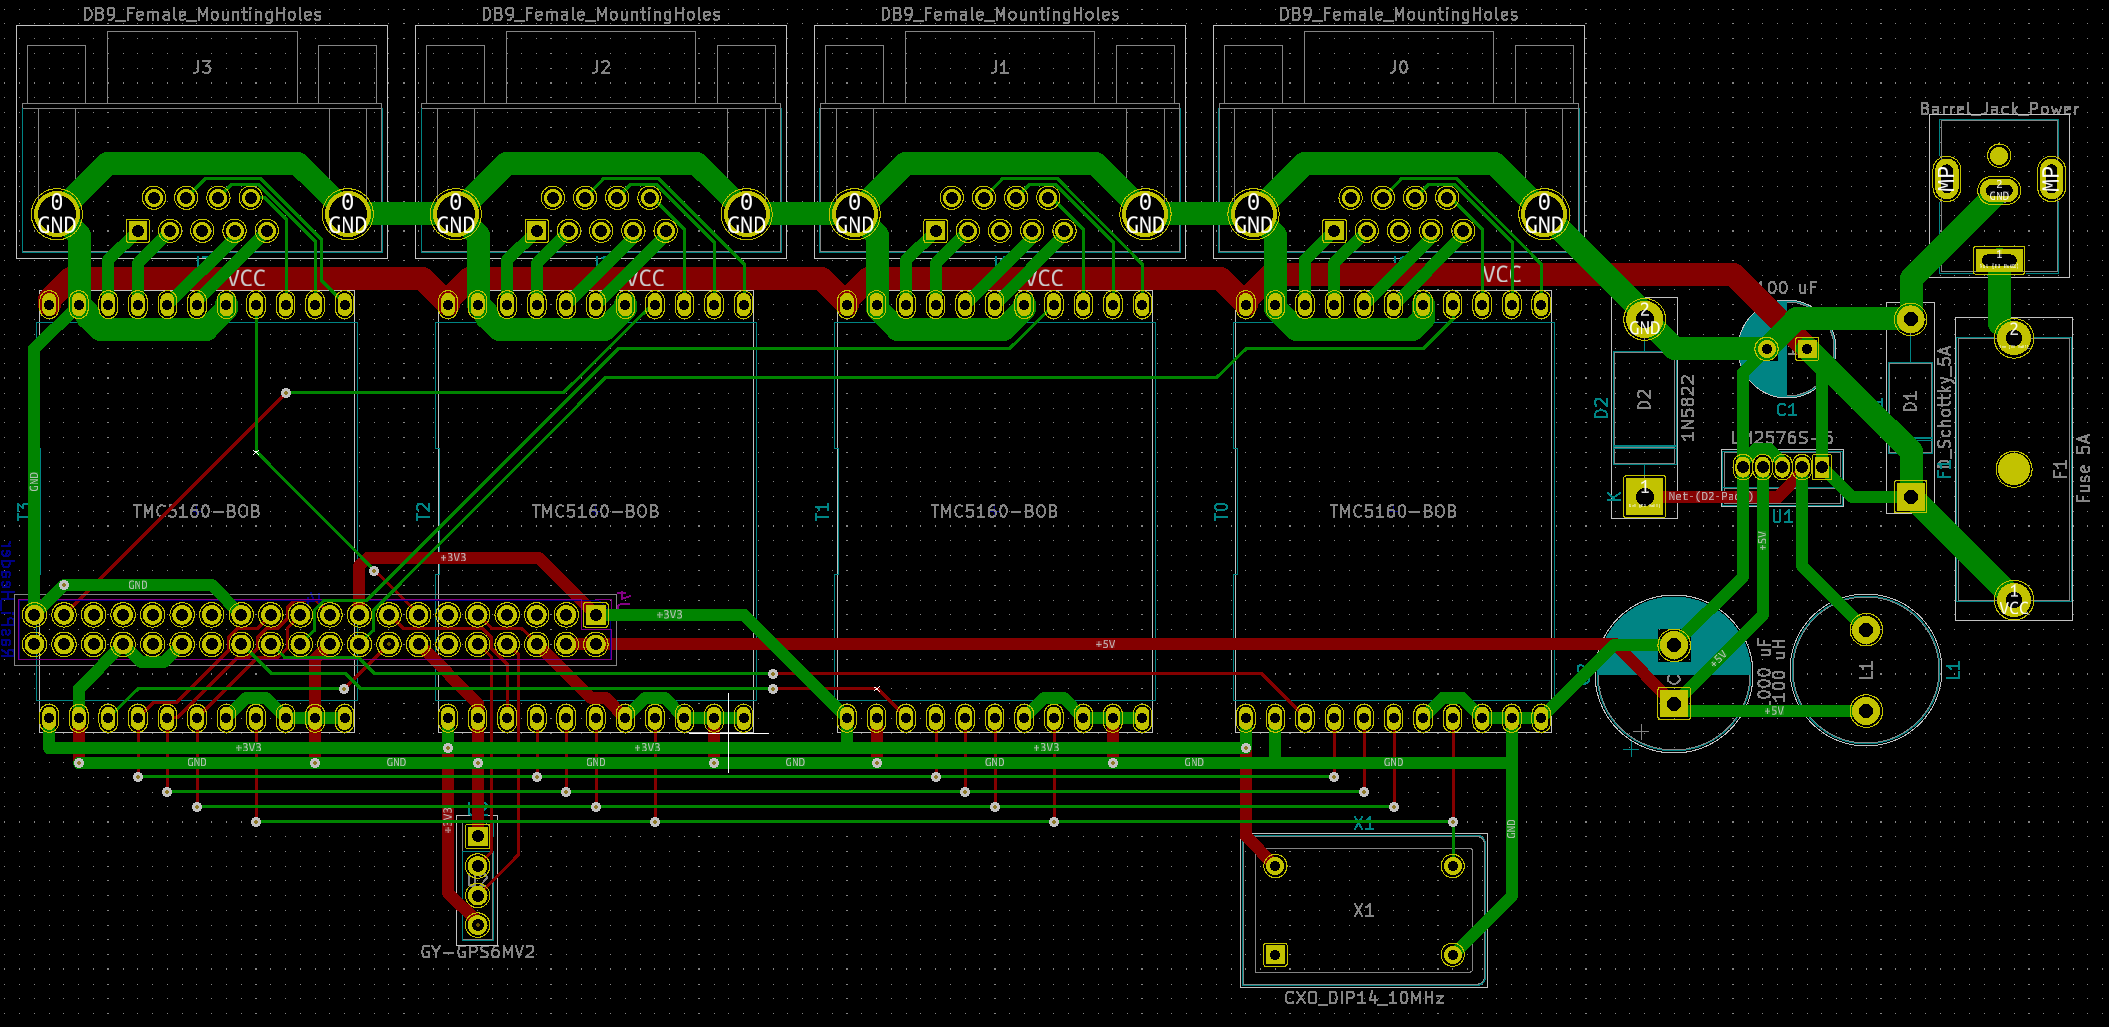 DB9_Female_MountingHoles
DB9_Female_MountingHoles
DB9_Female_MountingHoles
DB9_Female_MountingHoles
J3
J2
J1
J0
Barrel_Jack_Power
MP
2
GND
MP
1
0
GND
0
GND
0
GND
0
GND
0
GND
0
GND
0
GND
0
GND
VCC
VCC
VCC
VCC
100 uF
2
GND
2
C1
D2
D2
1N5822
D1
D_Schottky_5A
F1
Fuse 5A
LM2576S-5
1
K
Net-(D2-Pad1)
U1
GND
T3
TMC5160-BOB
T2
TMC5160-BOB
T1
TMC5160-BOB
T0
TMC5160-BOB
+5V
+3V3
GND
+3V3
+5V
+5V
1
VCC
1000 uF
100 uH
L1
L1
+5V
+3V3
+3V3
+3V3
GND
GND
GND
GND
GND
GND
GND
+3V3
GND
X1
X1
GY-GPS6MV2
CXO_DIP14_10MHz